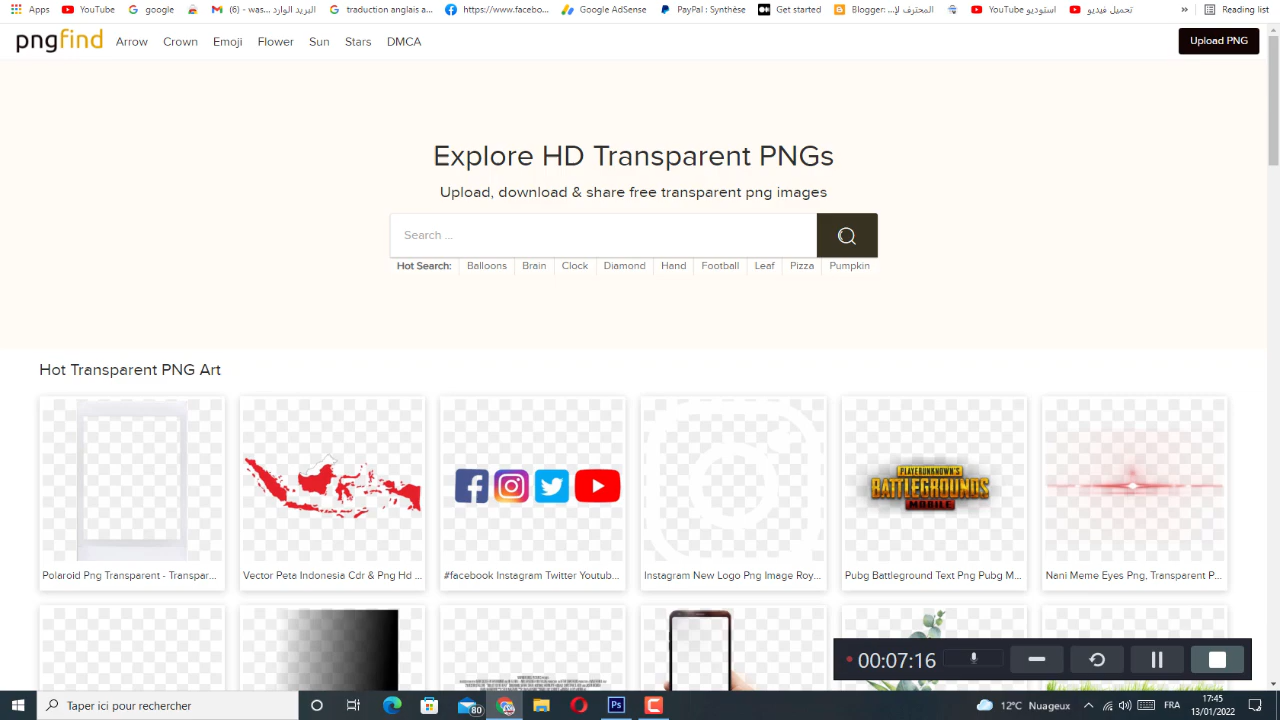 Apps YouTube google (6) - was... البريد الوارد traduction anglais a... https://www.facebo... Google AdSense PayPal : Synthèse Get started Blogger: المحترف لإ... YouTube استوديو تحميل فيديو » Reading list
pngfind Arrow Crown Emoji Flower Sun Stars DMCA Upload PNG
Explore HD Transparent PNGs
Upload, download & share free transparent png images
Search ...
Hot Search: Balloons Brain Clock Diamond Hand Football Leaf Pizza Pumpkin
Hot Transparent PNG Art
PLAYERUNKNOWN'S
BATTLEGROUNDS
MOBILE
Polaroid Png Transparent - Transpar... Vector Peta Indonesia Cdr & Png Hd ... #facebook Instagram Twitter Youtub... Instagram New Logo Png Image Roy... Pubg Battleground Text Png Pubg M... Nani Meme Eyes Png, Transparent P...
00:07:16
Taper ici pour rechercher 80 Ps 12°C Nuageux FRA 17:45
13/01/2022